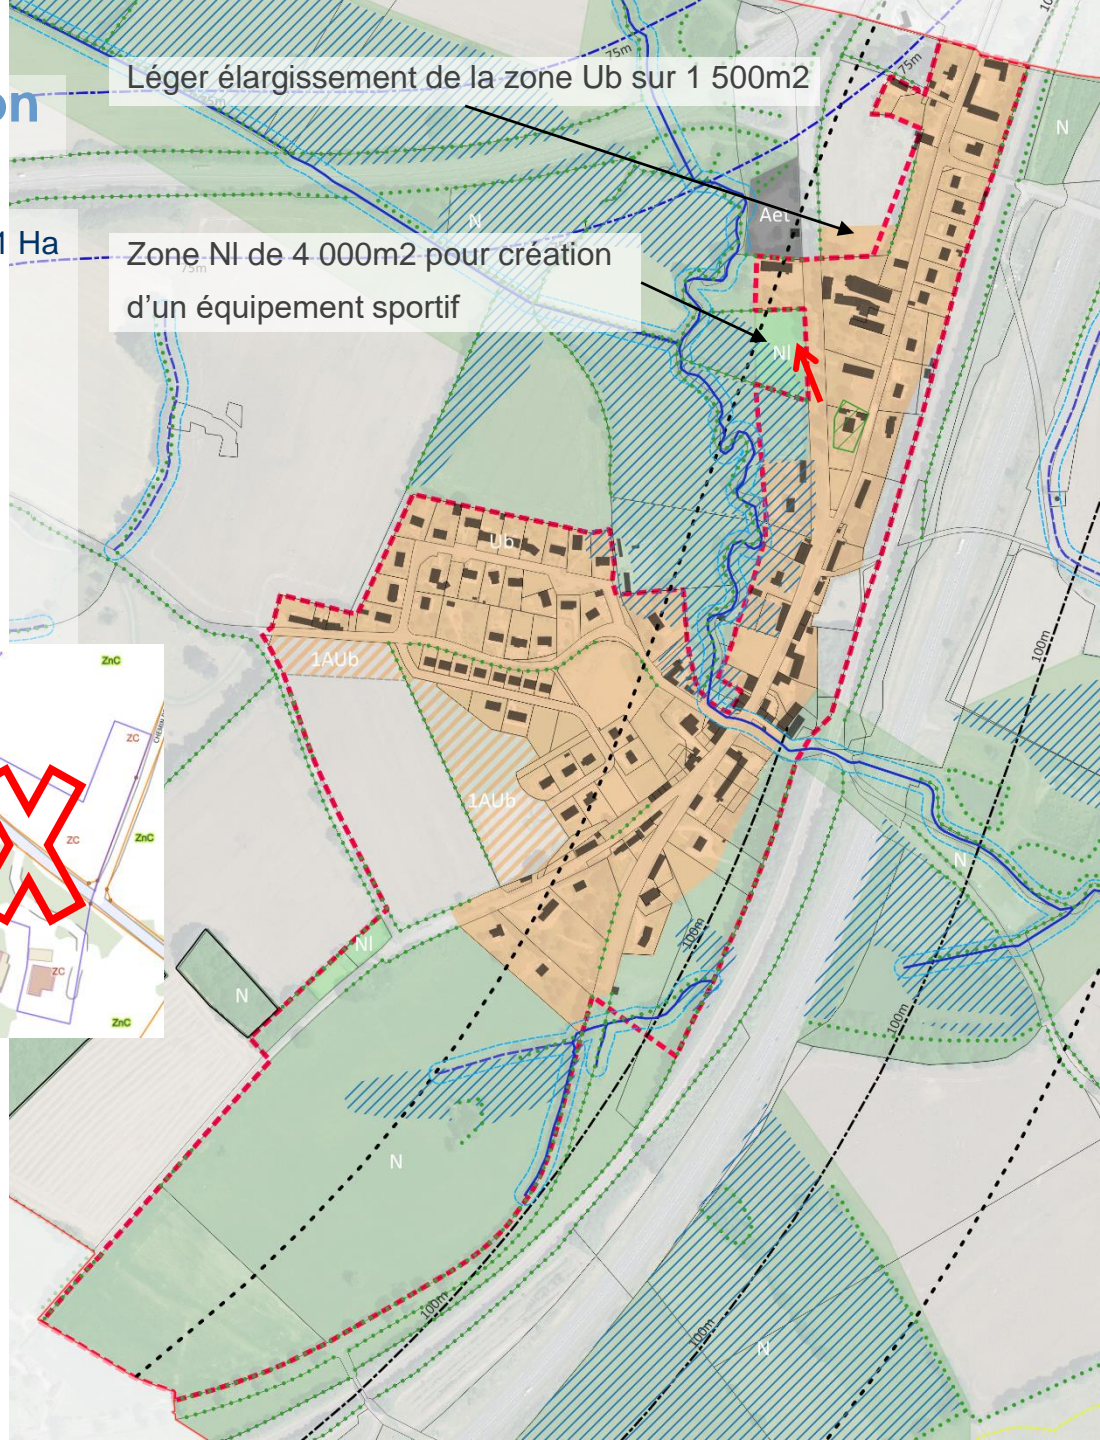 Léger élargissement de la zone Ub sur 1 500m2
on
1 Ha
Zone Nl de 4 000m2 pour création
d'un équipement sportif
75m
75m
75m
75m
N
N
Aet
Nl
Ub
1AUb
1AUb
100m
ZnC
ZC
ZC
ZnC
ZC
ZnC
Nl
N
N
N
100m
100m
100m
100m
N